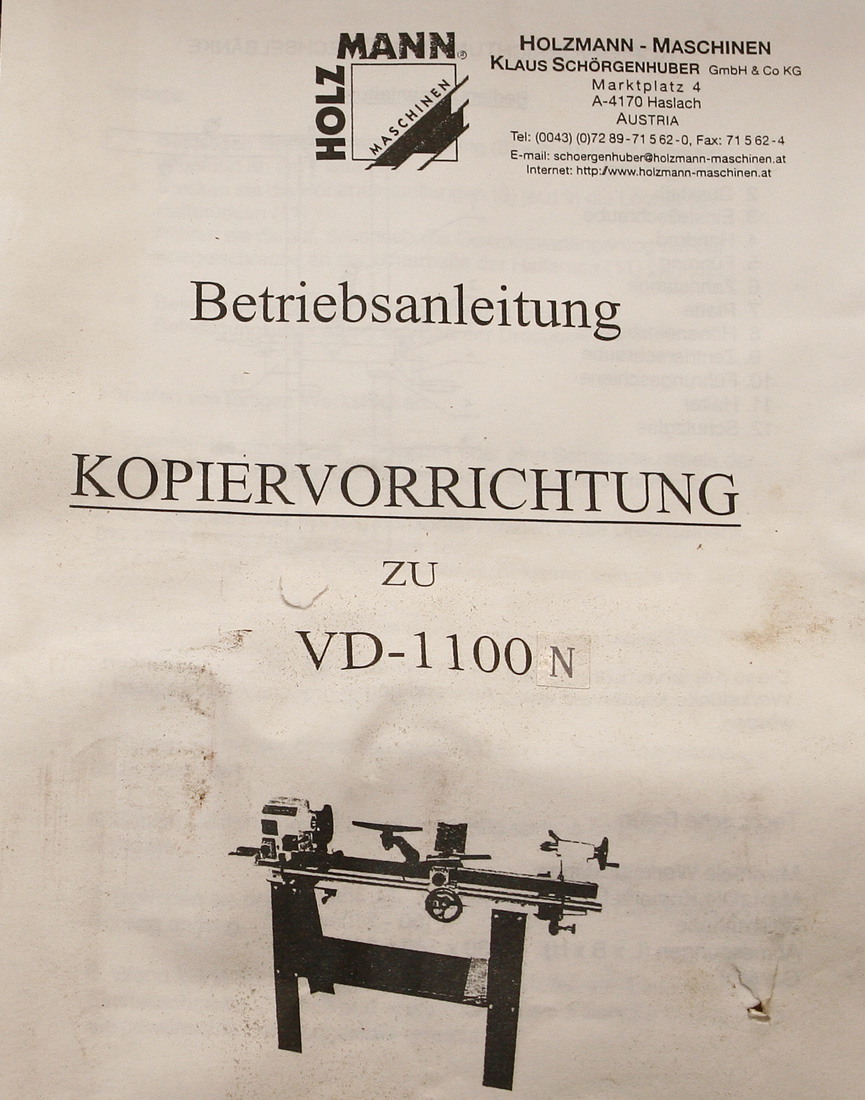 HOLZMANN®
MASCHINEN
HOLZMANN - MASCHINEN
KLAUS SCHÖRGENHUBER GmbH & Co KG
Marktplatz 4
A-4170 Haslach
AUSTRIA
Tel: (0043) (0)72 89-71 5 62-0, Fax: 71 5 62-4
E-mail: schoergenhuber@holzmann-maschinen.at
Internet: http://www.holzmann-maschinen.at
Betriebsanleitung
KOPIERVORRICHTUNG
ZU
VD-1100 N